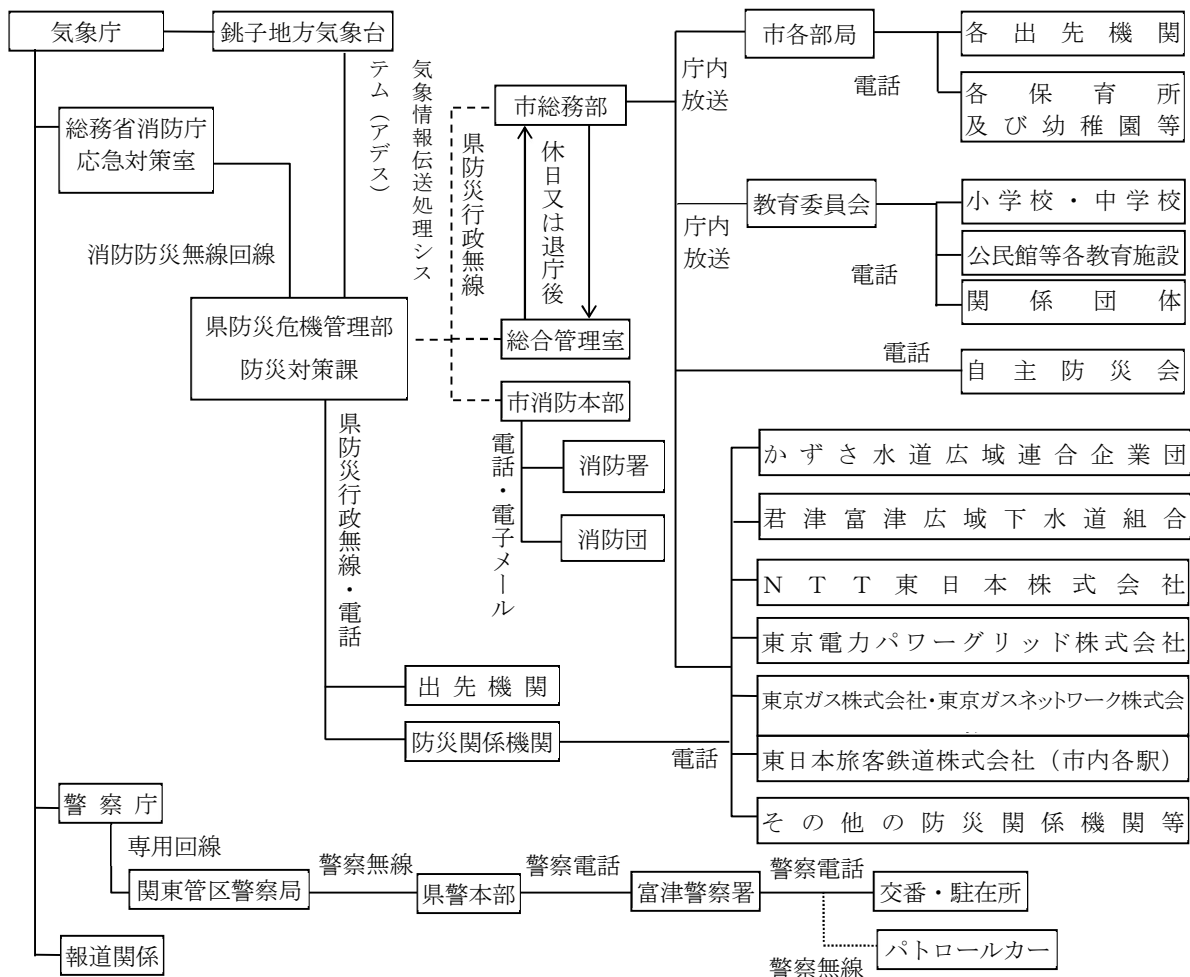 気象庁
銚子地方気象台
総務省消防庁
応急対策室
消防防災無線回線
気象情報伝送処理シス
テム（アデス）
県防災危機管理部
防災対策課
県防災行政無線
市総務部
休日又は退庁後
総合管理室
市消防本部
電話・電子メール
消防署
消防団
県防災行政無線・電話
出先機関
防災関係機関
庁内
放送
市各部局
電話
各出先機関
各保育所
及び幼稚園等
庁内
放送
教育委員会
電話
小学校・中学校
公民館等各教育施設
関係団体
電話
自主防災会
電話
かずさ水道広域連合企業団
君津富津広域下水道組合
ＮＴＴ東日本株式会社
東京電力パワーグリッド株式会社
東京ガス株式会社・東京ガスネットワーク株式会
東日本旅客鉄道株式会社（市内各駅）
その他の防災関係機関等
警察庁
専用回線
関東管区警察局
警察無線
県警本部
警察電話
富津警察署
警察電話
交番・駐在所
パトロールカー
警察無線
報道関係